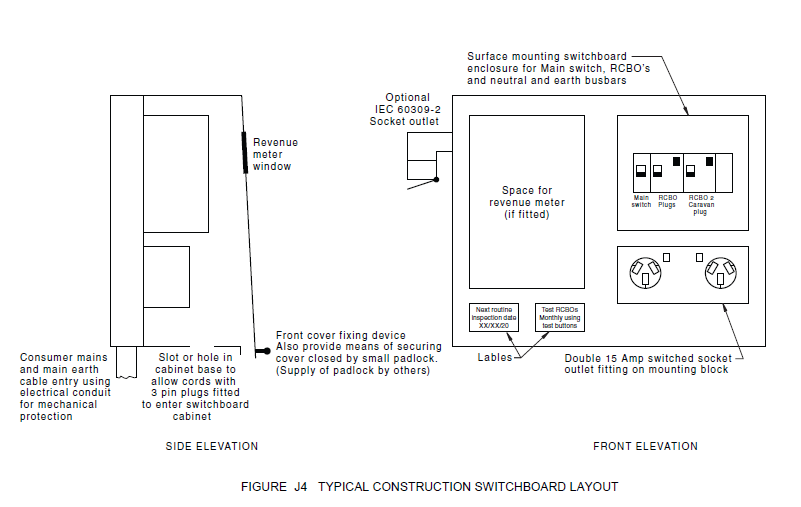 Surface mounting switchboard
enclosure for Main switch, RCBO's
and neutral and earth busbars
Optional
IEC 60309-2
Socket outlet
Revenue
meter
window
Space for
revenue meter
(if fitted)
Main
switch
RCBO
Plugs
RCBO 2
Caravan
plug
Next routine
inspection date
XX/XX/20
Test RCBOs
Monthly using
test buttons
Lables
Front cover fixing device
Also provide means of securing
cover closed by small padlock.
(Supply of padlock by others)
Double 15 Amp switched socket
outlet fitting on mounting block
Consumer mains
and main earth
cable entry using
electrical conduit
for mechanical
protection
Slot or hole in
cabinet base to
allow cords with
3 pin plugs fitted
to enter switchboard
cabinet
SIDE ELEVATION
FRONT ELEVATION
FIGURE J4 TYPICAL CONSTRUCTION SWITCHBOARD LAYOUT